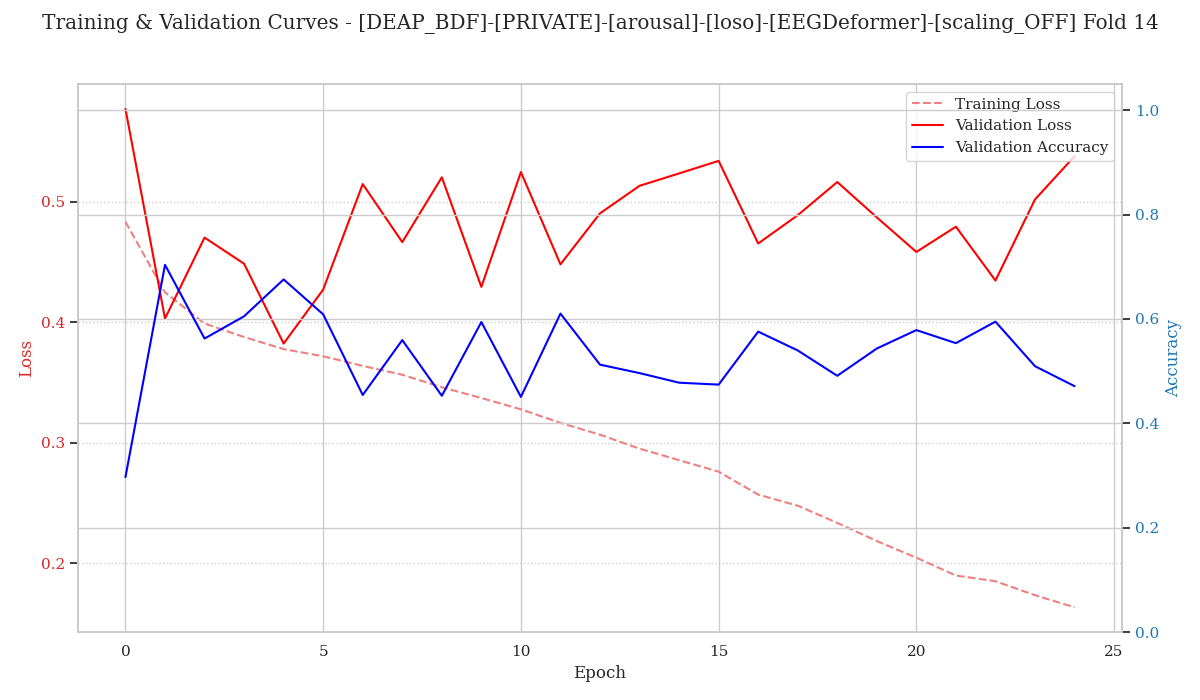 Training & Validation Curves - [DEAP_BDF]-[PRIVATE]-[arousal]-[loso]-[EEGDeformer]-[scaling_OFF] Fold 14
Training Loss
Validation Loss
Validation Accuracy
0.5
0.4
0.3
0.2
Loss
1.0
0.8
0.6
0.4
0.2
0.0
Accuracy
0
5
10
15
20
25
Epoch